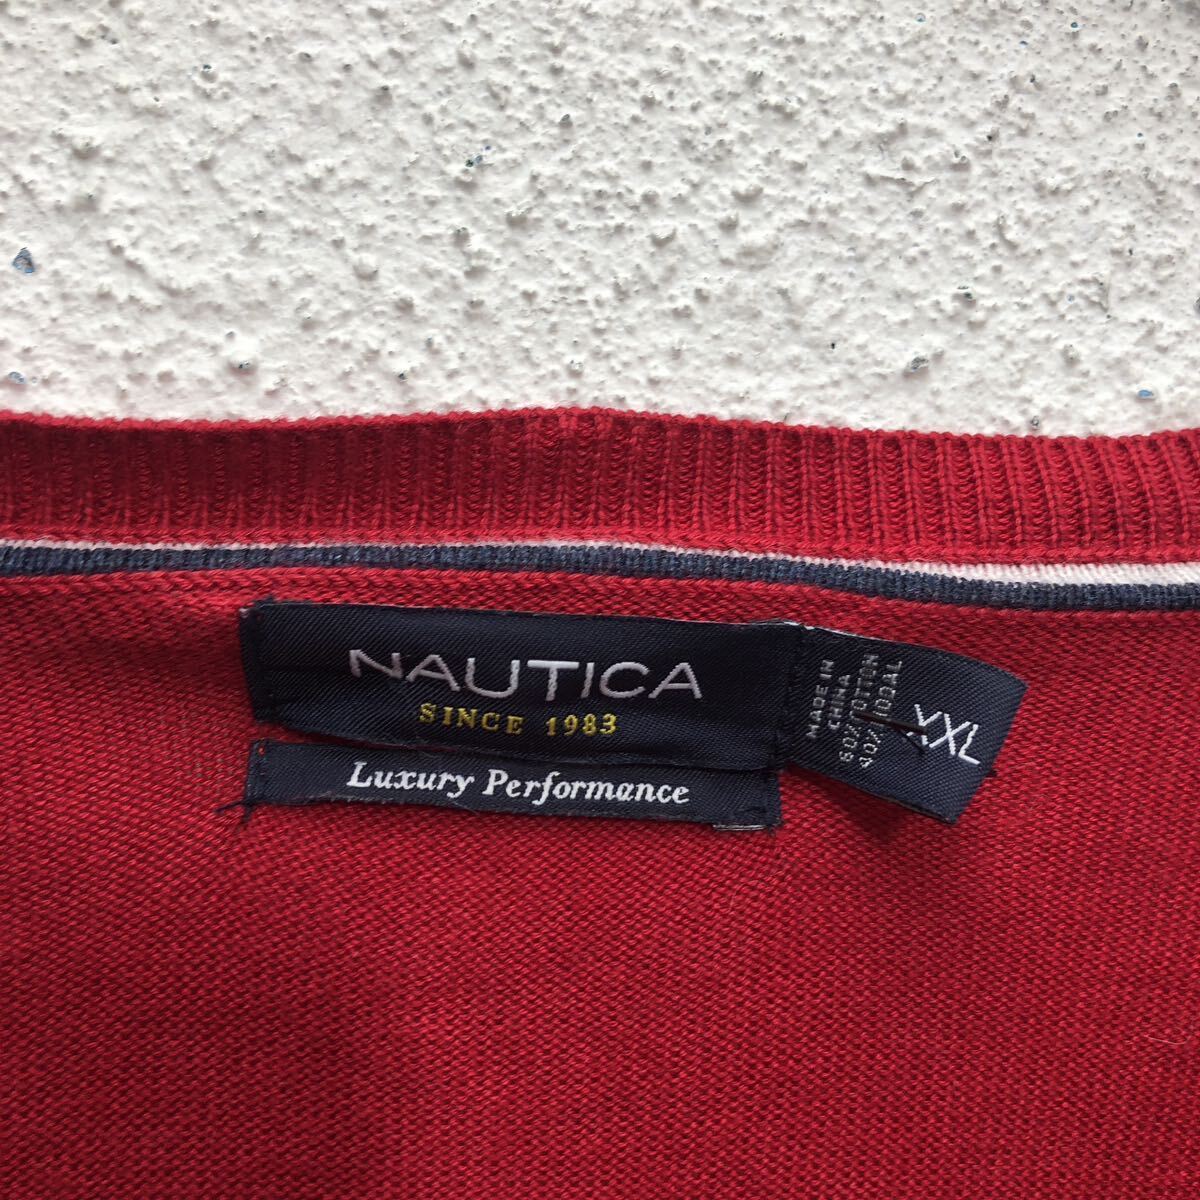 NAUTICA
SINCE 1983
Luxury Performance
MADE IN
CHINA
60% COTTON
40% MODAL
XXL